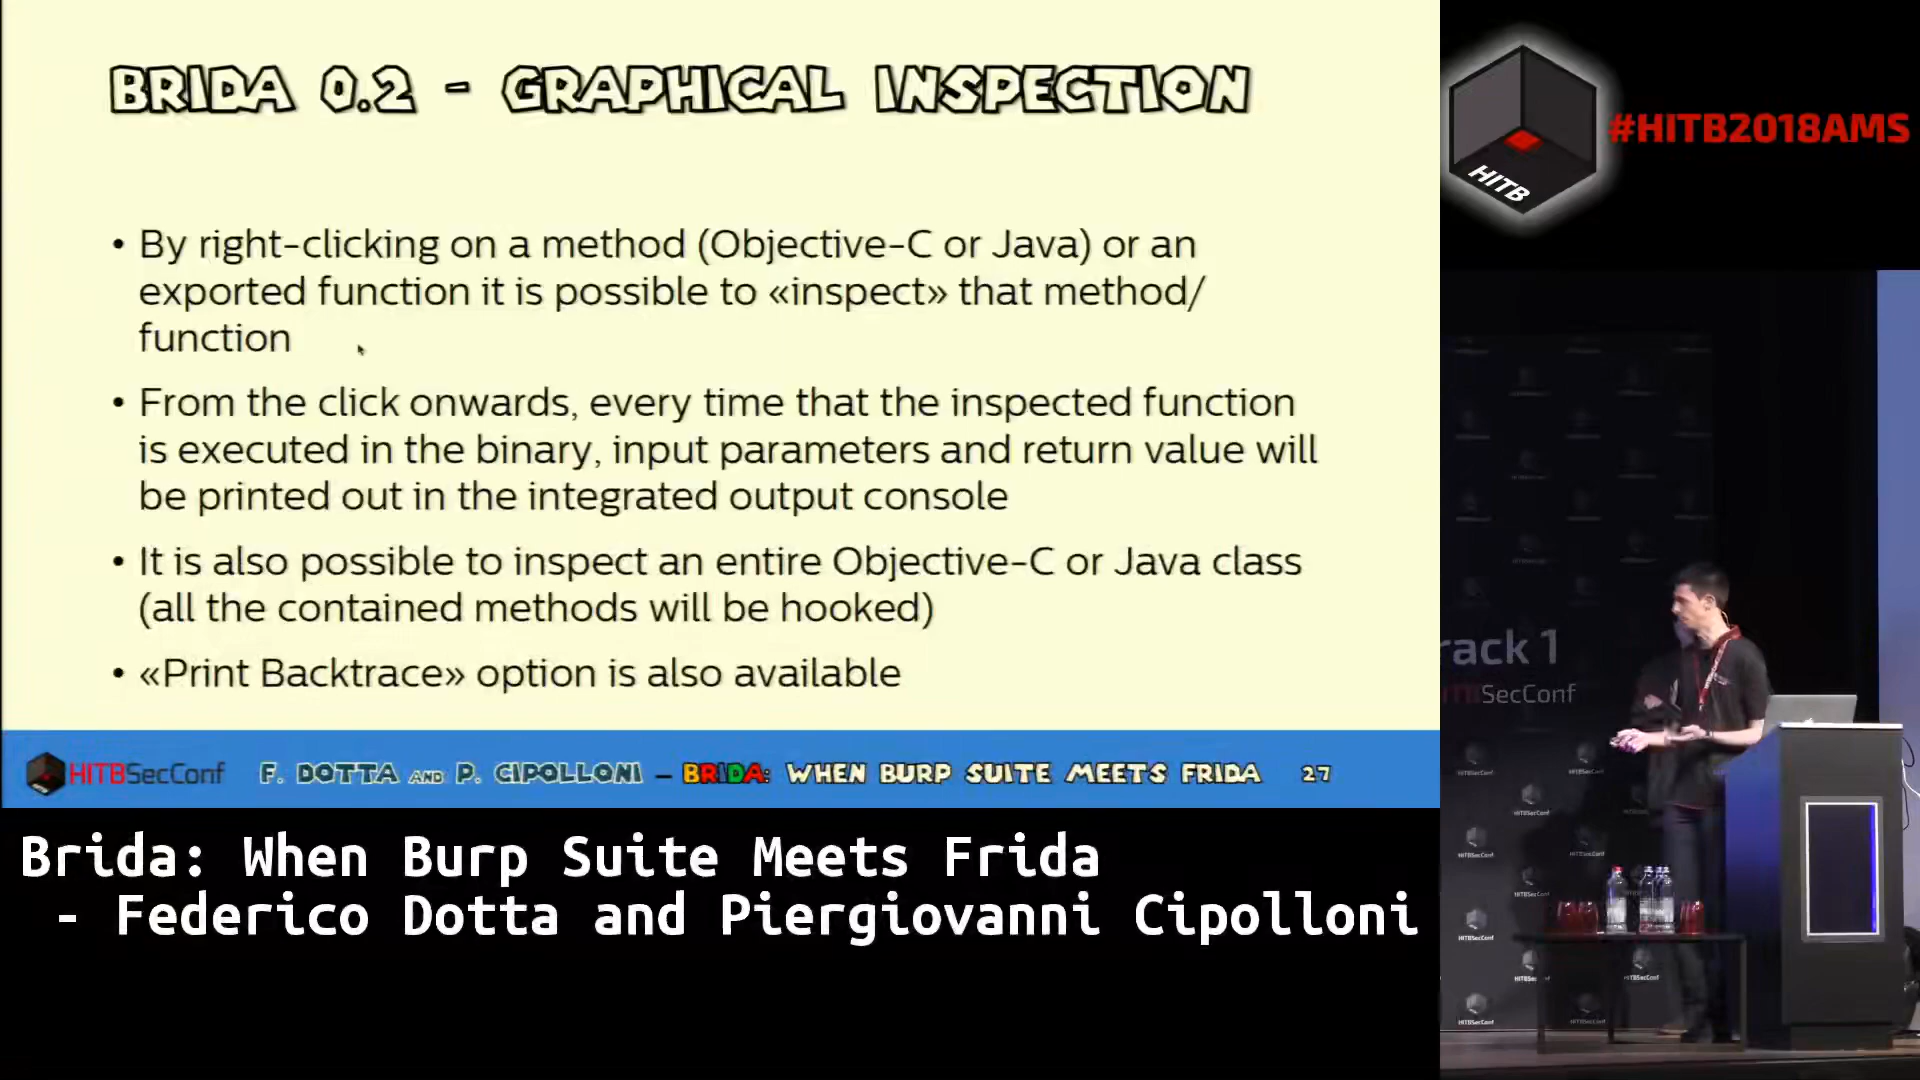 BRIDA 0.2 - GRAPHICAL INSPECTION
• By right-clicking on a method (Objective-C or Java) or an
exported function it is possible to «inspect» that method/
function
• From the click onwards, every time that the inspected function
is executed in the binary, input parameters and return value will
be printed out in the integrated output console
• It is also possible to inspect an entire Objective-C or Java class
(all the contained methods will be hooked)
• «Print Backtrace» option is also available
HITBSecConf F. DOTTA AND P. CIPOLLONI – BRIDA: WHEN BURP SUITE MEETS FRIDA 27
Brida: When Burp Suite Meets Frida
- Federico Dotta and Piergiovanni Cipolloni
HITB
#HITB2018AMS
rack 1
SecConf